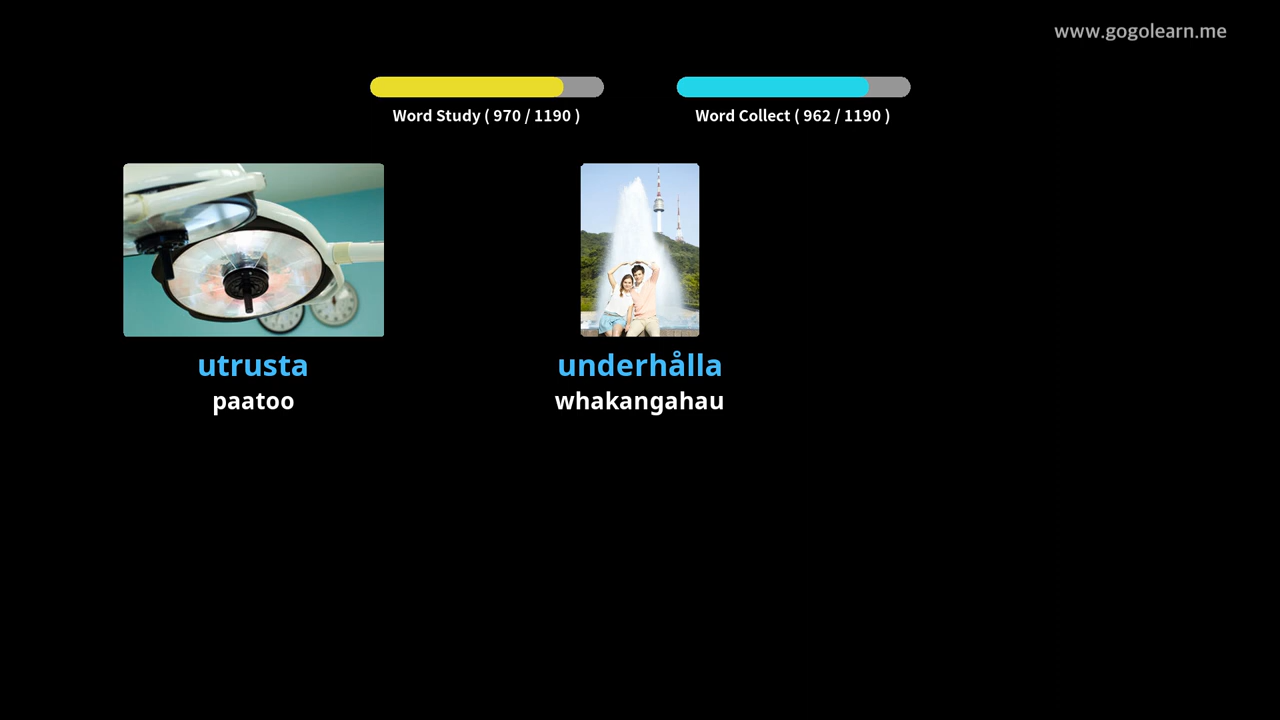 www.gogolearn.me
Word Study ( 970 / 1190 )
Word Collect ( 962 / 1190 )
utrusta
paatoo
underhålla
whakangahau